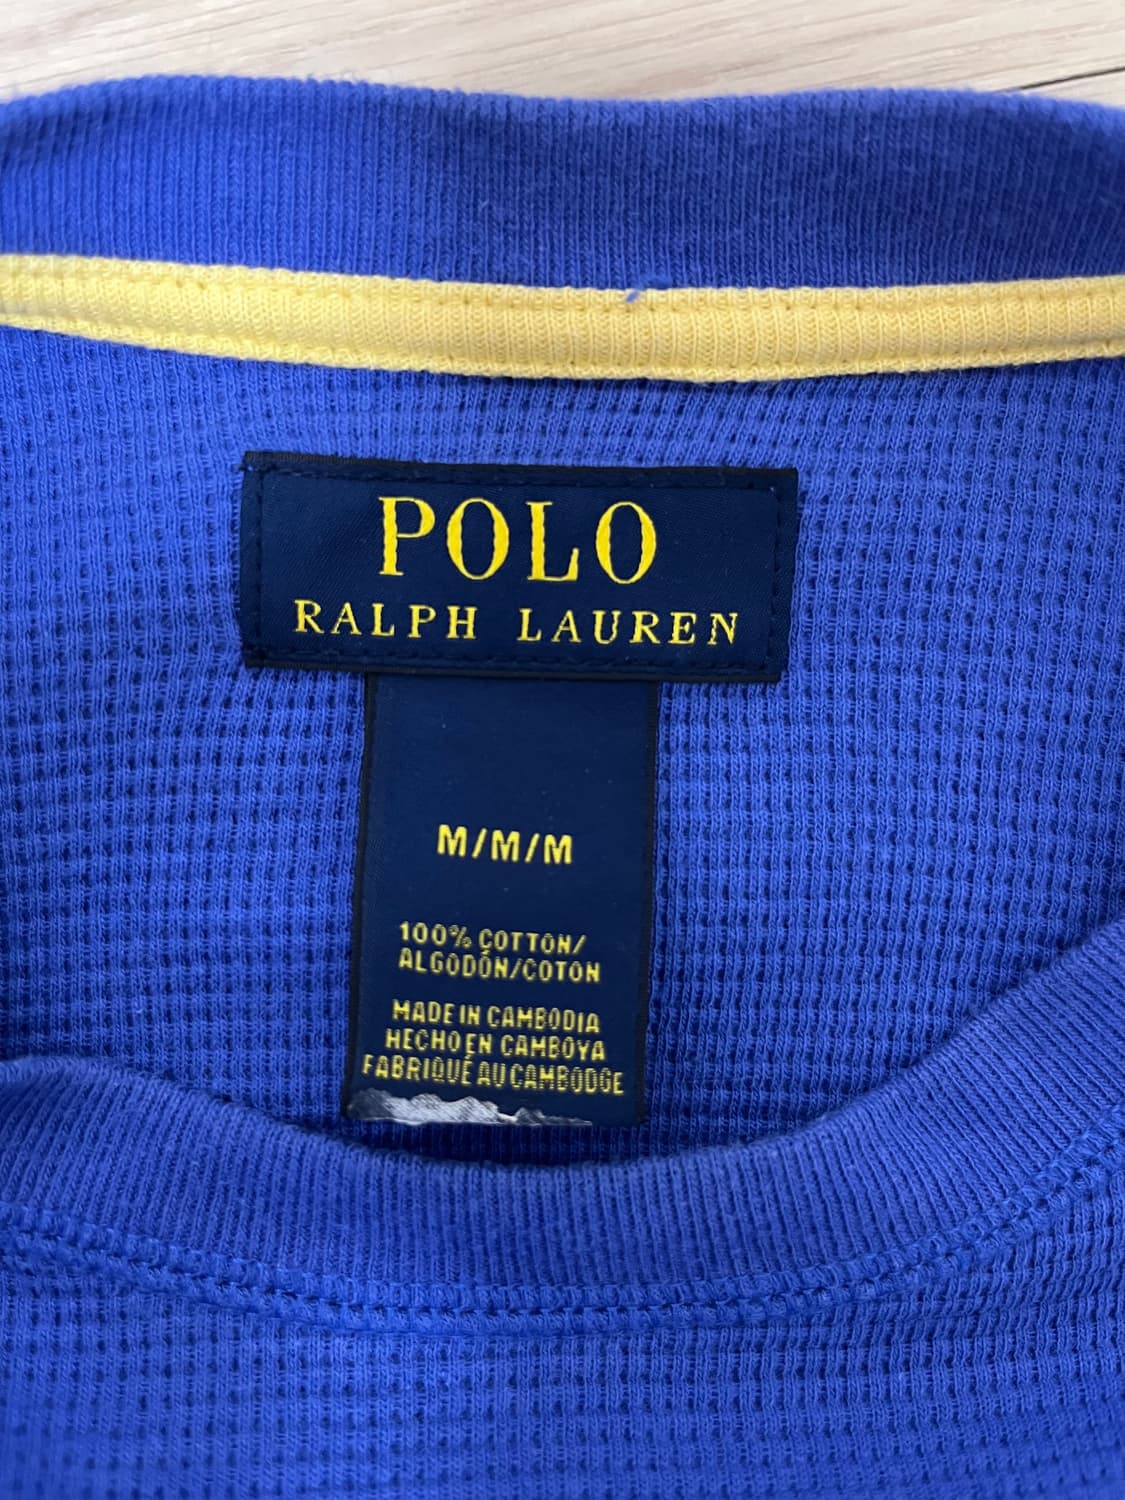 POLO
RALPH LAUREN
M/M/M
100% COTTON/
ALGODÓN/COTON
MADE IN CAMBODIA
HECHO EN CAMBOYA
FABRIQUÉ AU CAMBODGE